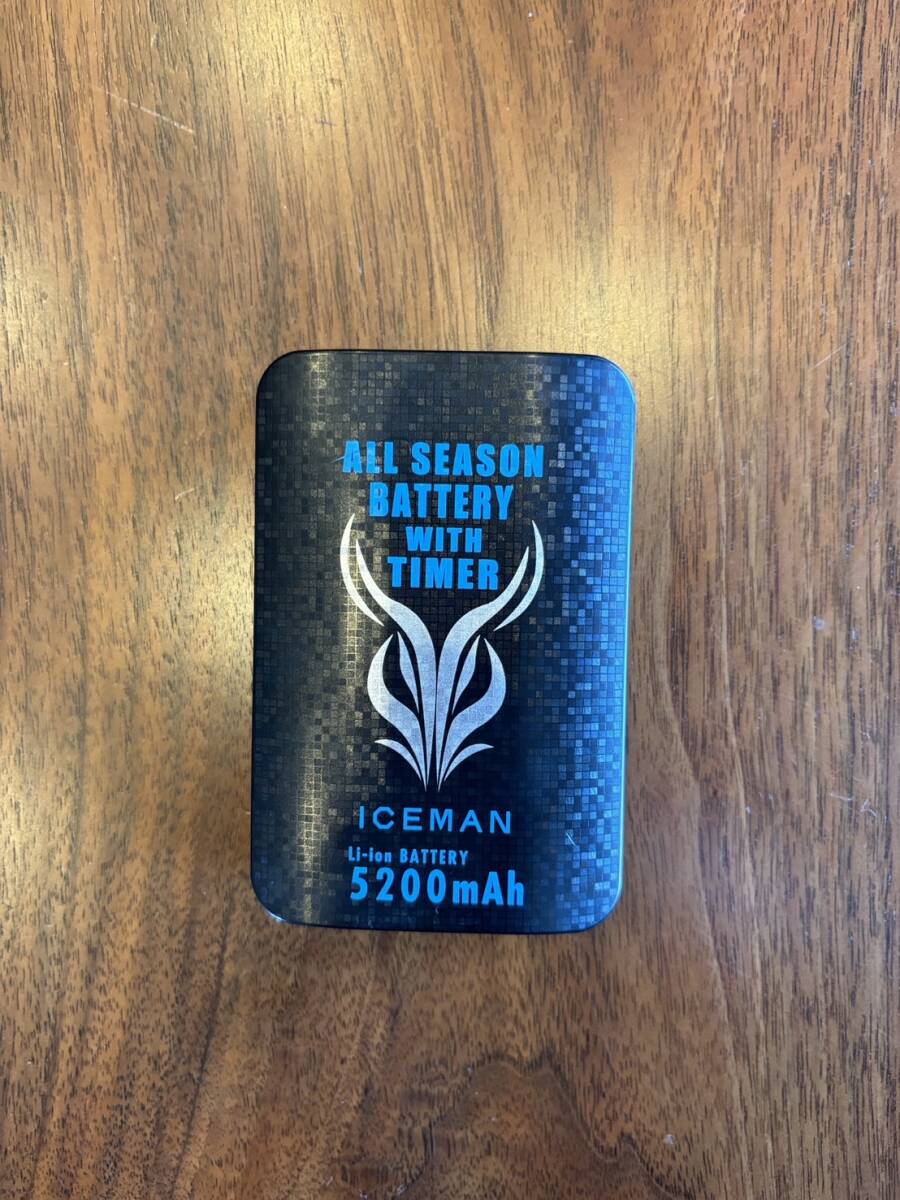 ALL SEASON
BATTERY
WITH
TIMER
ICEMAN
Li-ion BATTERY
5200mAh